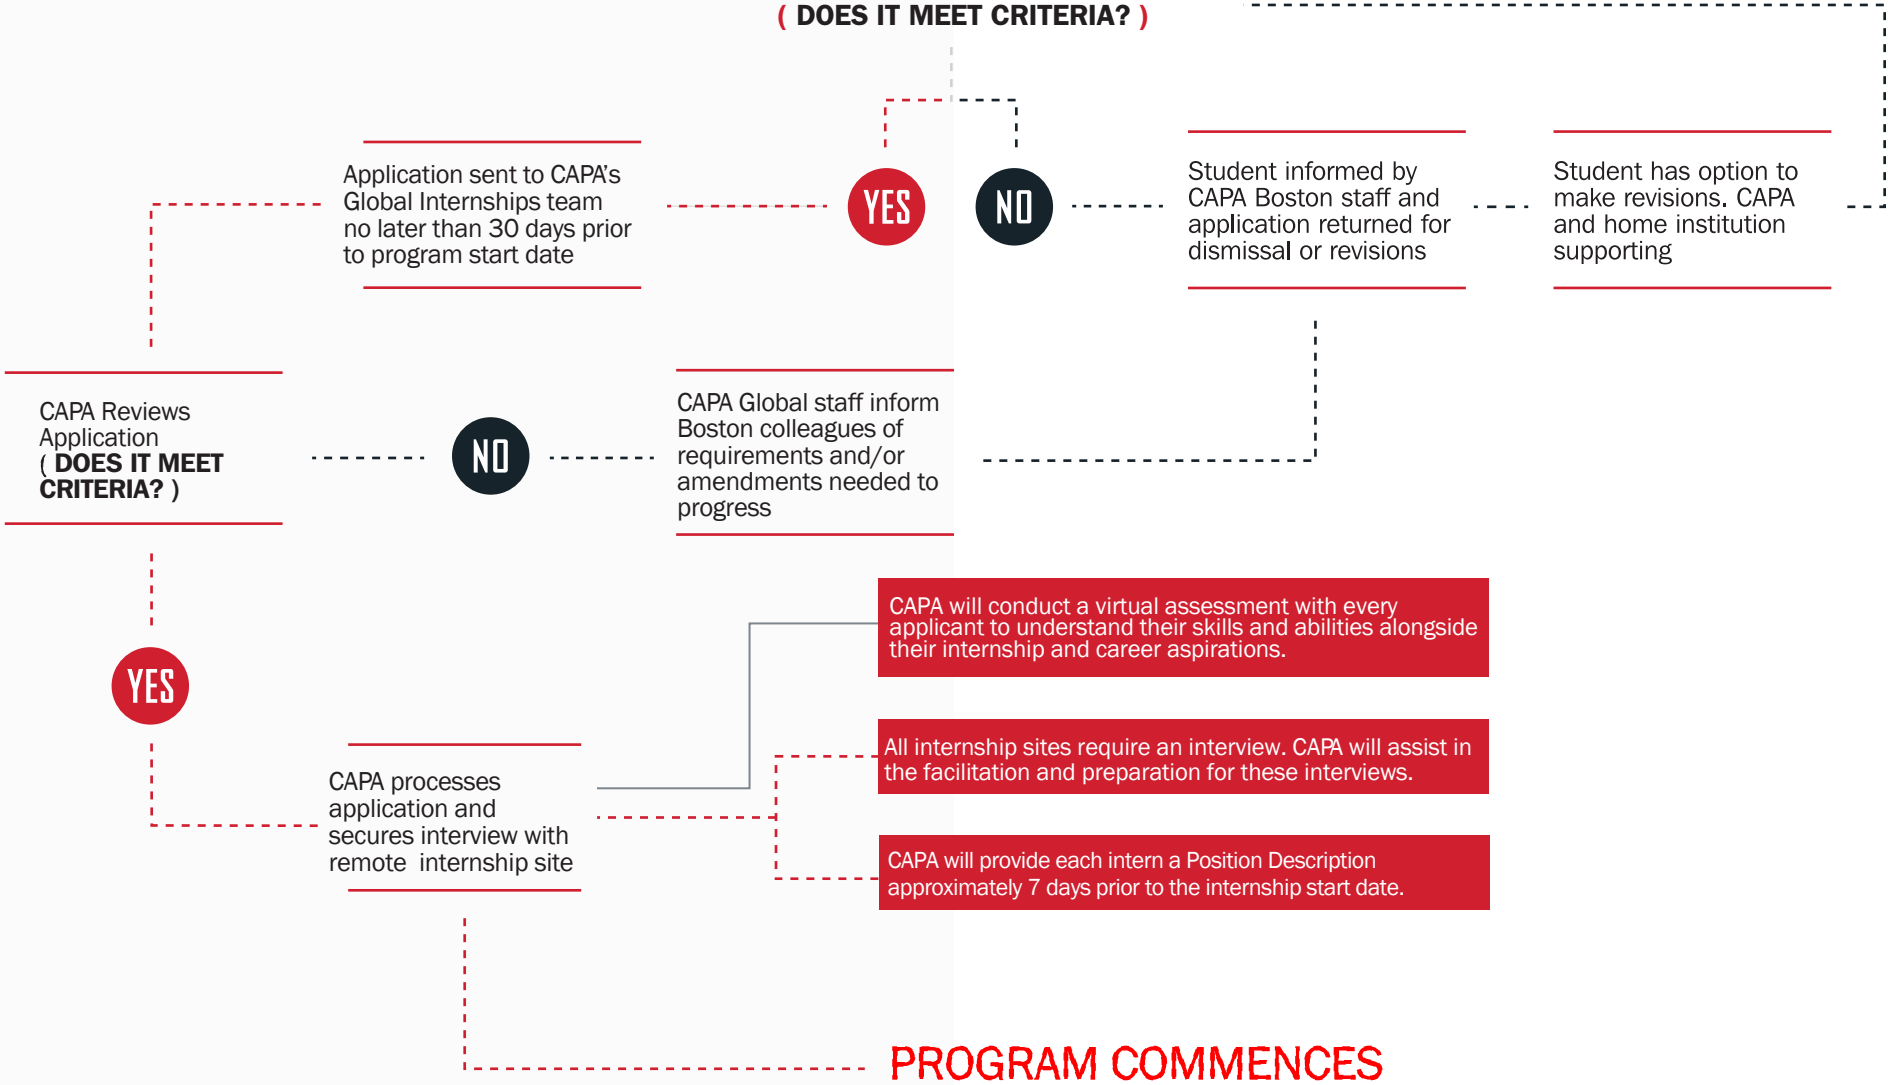 ( DOES IT MEET CRITERIA? )
Application sent to CAPA's
Global Internships team
no later than 30 days prior
to program start date
YES
NO
Student informed by
CAPA Boston staff and
application returned for
dismissal or revisions
Student has option to
make revisions. CAPA
and home institution
supporting
CAPA Reviews
Application
( DOES IT MEET
CRITERIA? )
NO
CAPA Global staff inform
Boston colleagues of
requirements and/or
amendments needed to
progress
YES
CAPA will conduct a virtual assessment with every
applicant to understand their skills and abilities alongside
their internship and career aspirations.
CAPA processes
application and
secures interview with
remote internship site
All internship sites require an interview. CAPA will assist in
the facilitation and preparation for these interviews.
CAPA will provide each intern a Position Description
approximately 7 days prior to the internship start date.
PROGRAM COMMENCES